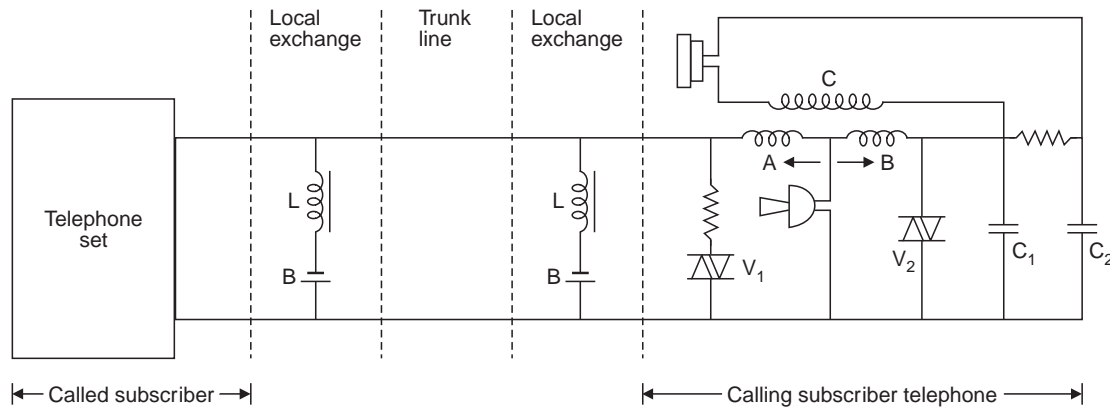 Local
exchange
Trunk
line
Local
exchange
C
A
B
L
L
Telephone
set
B
B
V1
V2
C1
C2
Called subscriber
Calling subscriber telephone